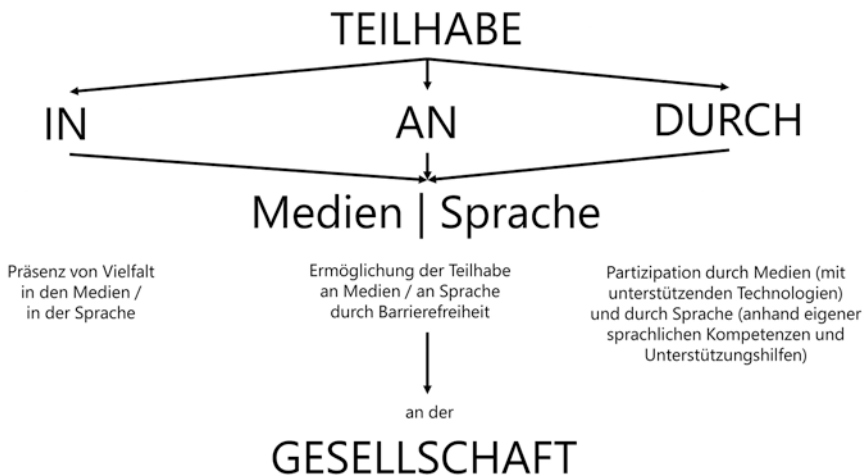 TEILHABE
IN
AN
DURCH
Medien | Sprache
Präsenz von Vielfalt
in den Medien /
in der Sprache
Ermöglichung der Teilhabe
an Medien / an Sprache
durch Barrierefreiheit
Partizipation durch Medien (mit
unterstützenden Technologien)
und durch Sprache (anhand eigener
sprachlichen Kompetenzen und
Unterstützungshilfen)
an der
GESELLSCHAFT